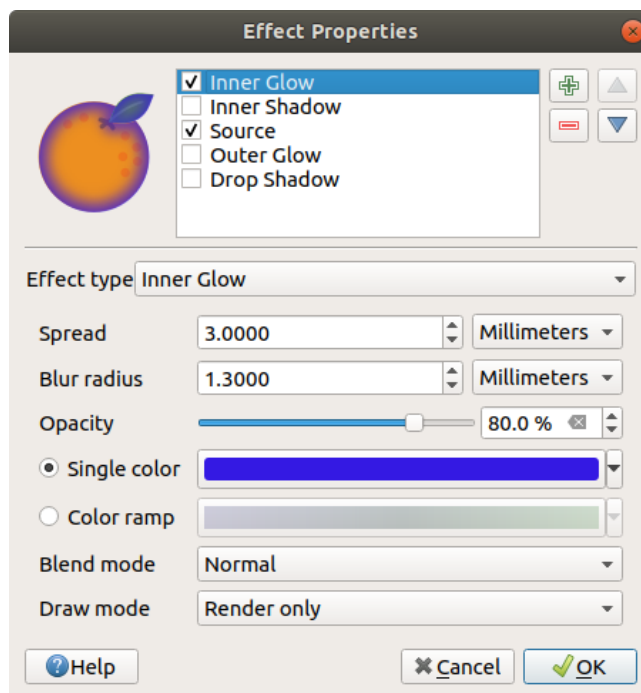 Effect Properties
Inner Glow
Inner Shadow
Source
Outer Glow
Drop Shadow
Effect type Inner Glow
Spread 3.0000 Millimeters
Blur radius 1.3000 Millimeters
Opacity 80.0 %
Single color
Color ramp
Blend mode Normal
Draw mode Render only
Help Cancel OK